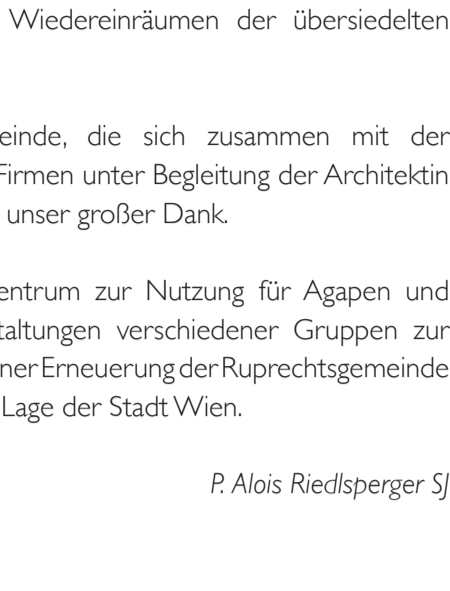 Wiedereinräumen der übersiedelten
einde, die sich zusammen mit der
Firmen unter Begleitung der Architektin
unser großer Dank.
entrum zur Nutzung für Agapen und
taltungen verschiedener Gruppen zur
ner Erneuerung der Ruprechtsgemeinde
Lage der Stadt Wien.
P. Alois Riedlsperger SJ